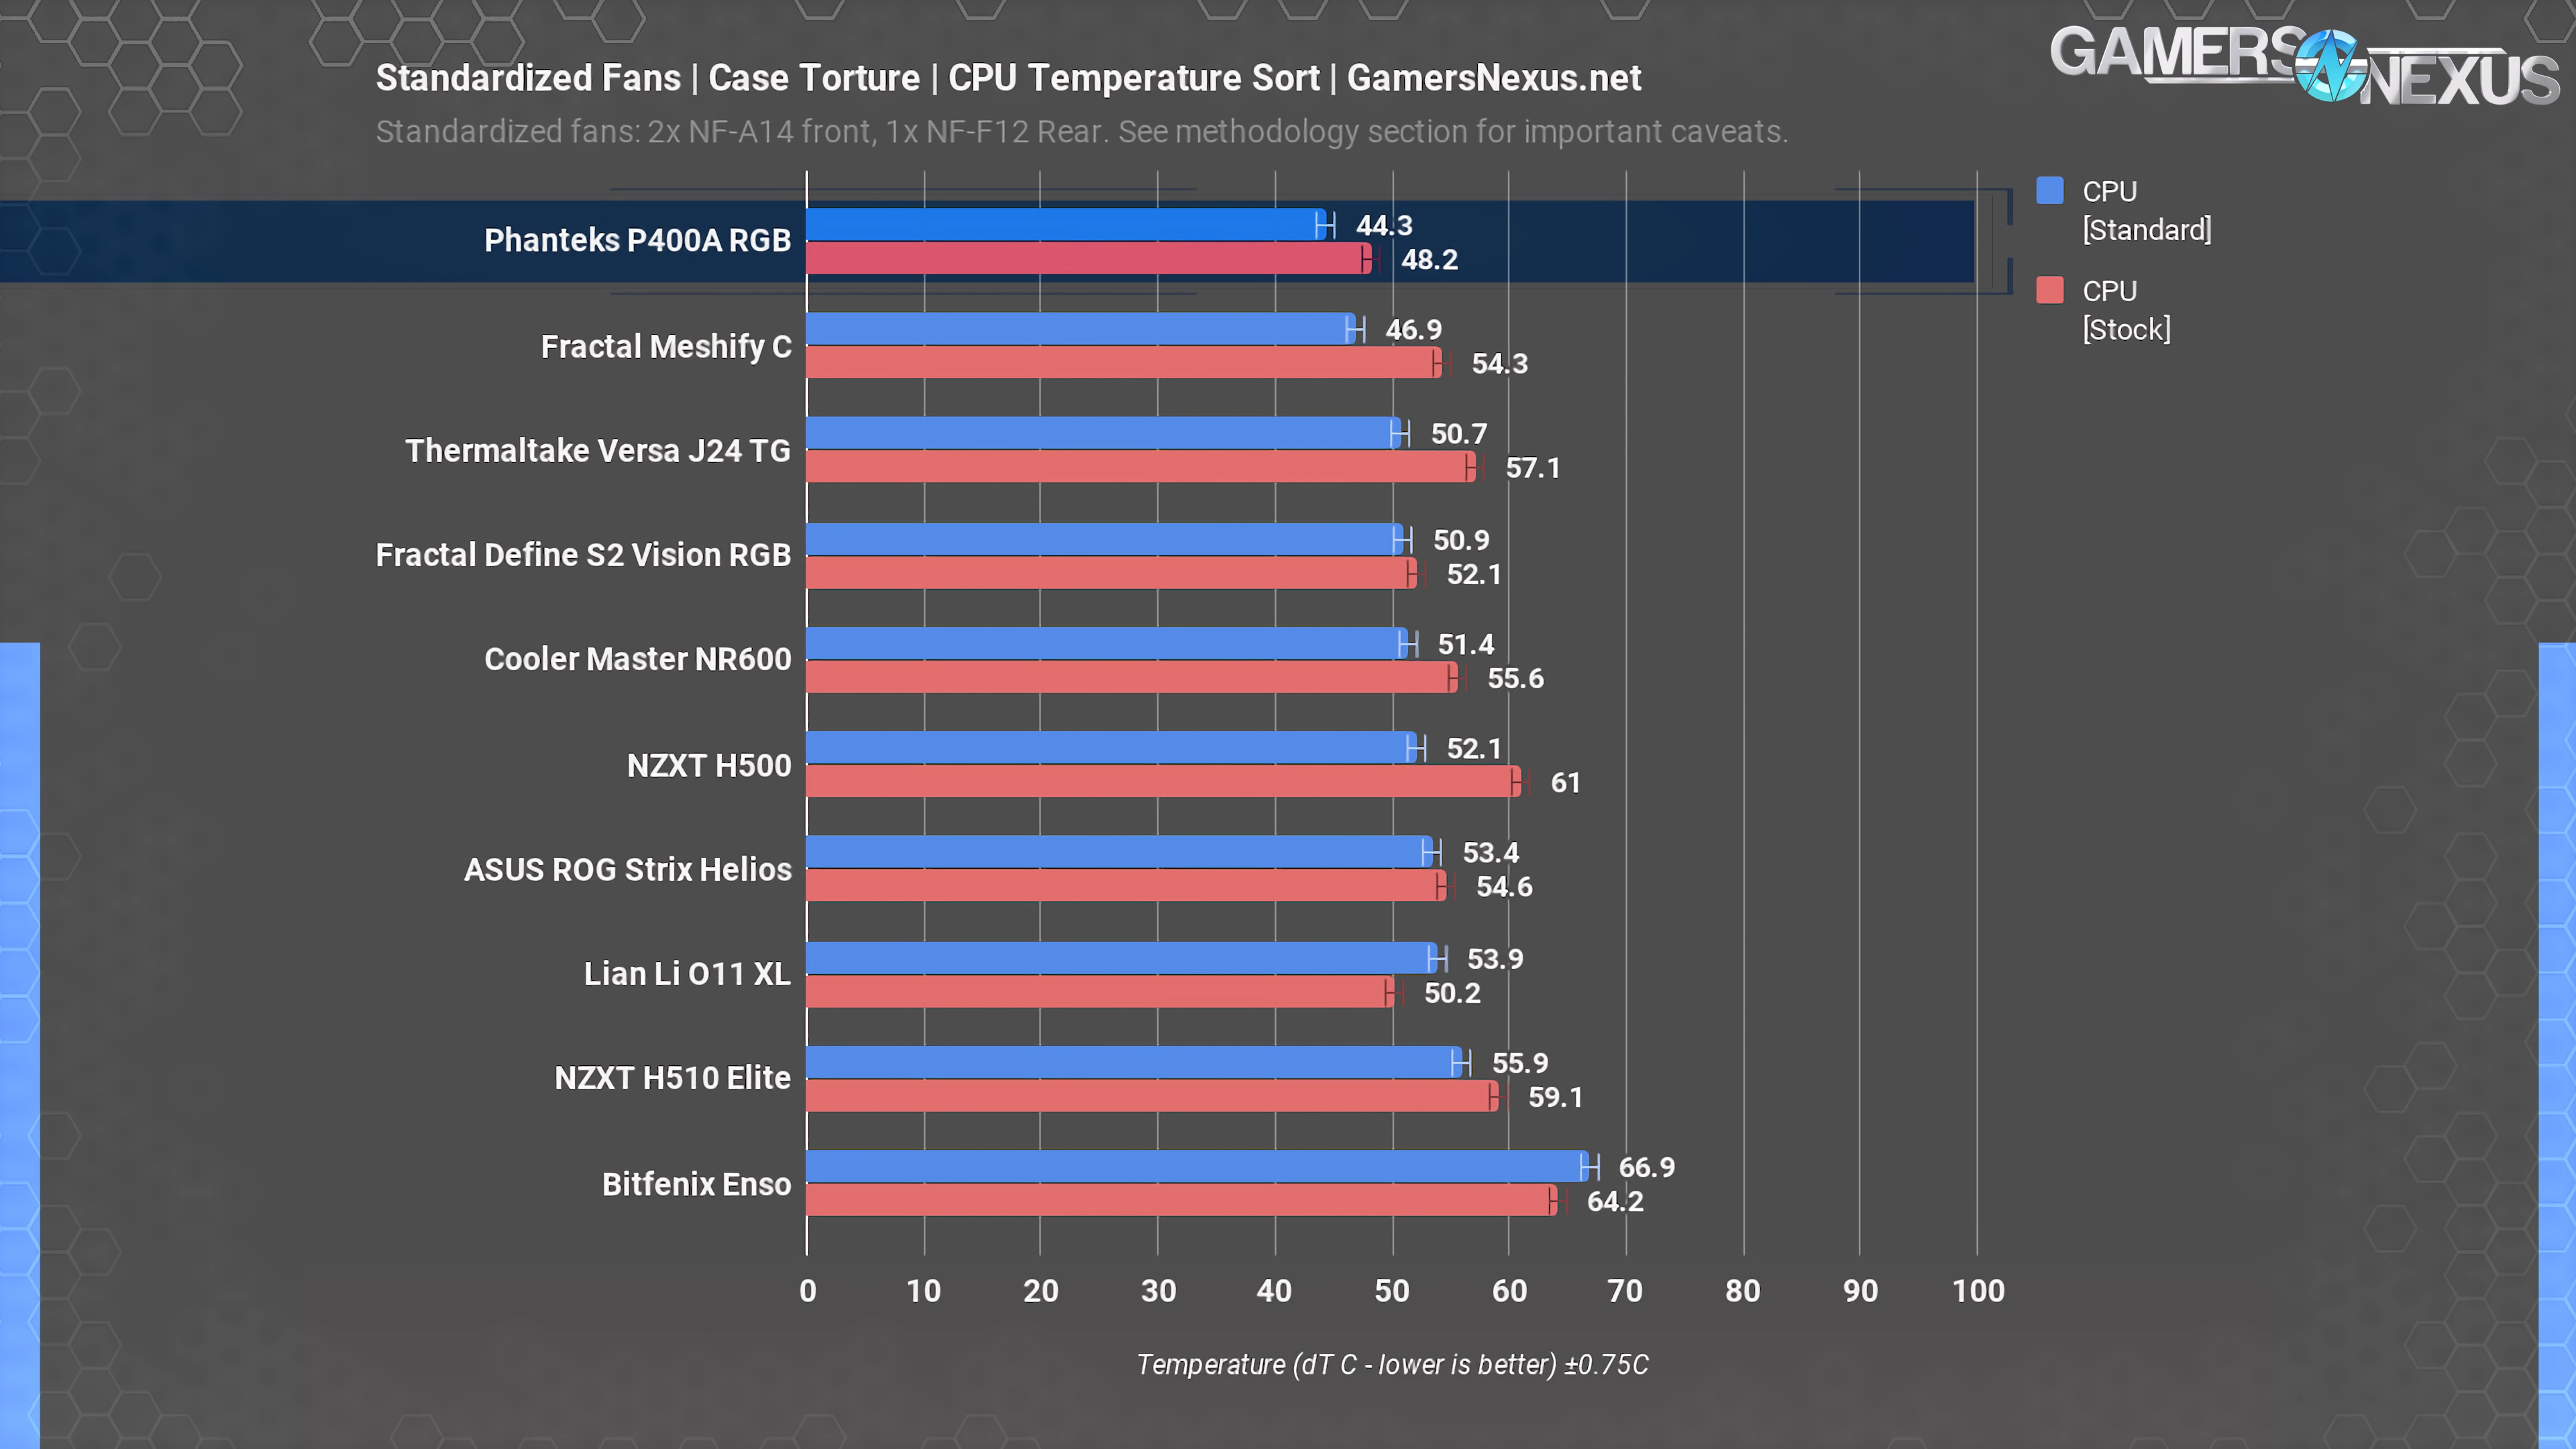 GAMERS NEXUS
Standardized Fans | Case Torture | CPU Temperature Sort | GamersNexus.net
Standardized fans: 2x NF-A14 front, 1x NF-F12 Rear. See methodology section for important caveats.
CPU
[Standard]
CPU
[Stock]
Phanteks P400A RGB
44.3
48.2
Fractal Meshify C
46.9
54.3
Thermaltake Versa J24 TG
50.7
57.1
Fractal Define S2 Vision RGB
50.9
52.1
Cooler Master NR600
51.4
55.6
NZXT H500
52.1
61
ASUS ROG Strix Helios
53.4
54.6
Lian Li O11 XL
53.9
50.2
NZXT H510 Elite
55.9
59.1
Bitfenix Enso
66.9
64.2
0 10 20 30 40 50 60 70 80 90 100
Temperature (dT C - lower is better) ±0.75C